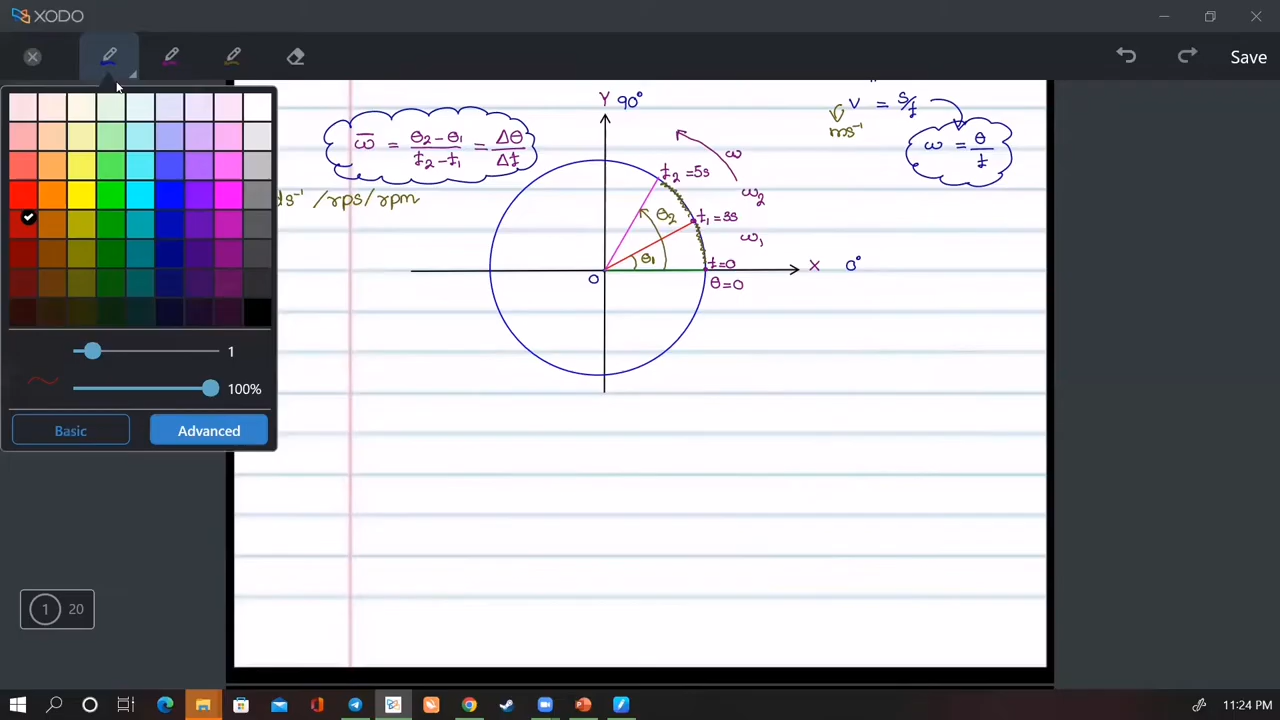 XODO
Save
Y 90°
V = s/t
ms⁻¹
ω̅ = θ2 - θ1 / t2 - t1 = Δθ / Δt
ω = θ / t
ω
t2 = 5s
ω2
ds⁻¹ /rps/rpm
θ2
t1 = 3s
ω1
θ1
t=0
X 0°
O
θ=0
1
100%
Basic
Advanced
1 20
11:24 PM